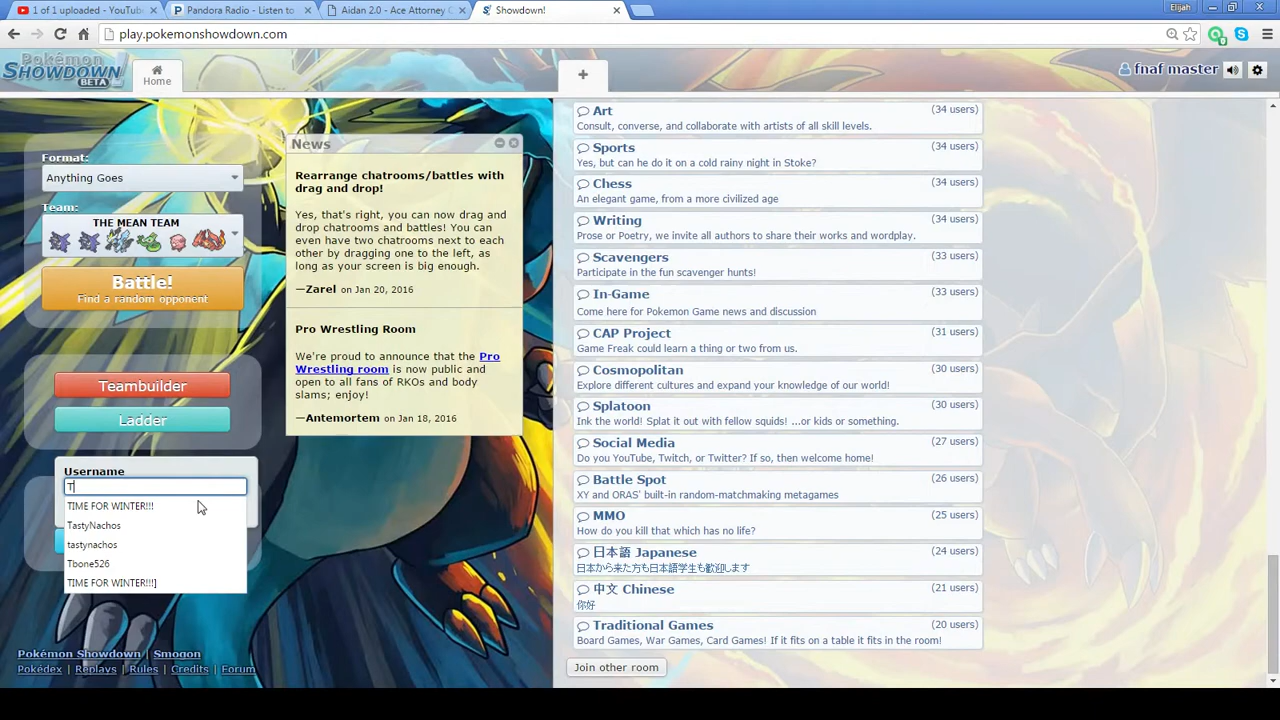 1 of 1 uploaded - YouTub
Pandora Radio - Listen to
Aidan 2.0 - Ace Attorney C
Showdown!
Elijah
play.pokemonshowdown.com
Pokémon
SHOWDOWN
BETA
Home
+
fnaf master
Format:
Anything Goes
Team:
THE MEAN TEAM
Battle!
Find a random opponent
Teambuilder
Ladder
Username
T
TIME FOR WINTER!!!
TastyNachos
tastynachos
Tbone526
TIME FOR WINTER!!!]
Pokémon Showdown | Smogon
Pokédex | Replays | Rules | Credits | Forum
News
Rearrange chatrooms/battles with
drag and drop!
Yes, that's right, you can now drag and
drop chatrooms and battles! You can
even have two chatrooms next to each
other by dragging one to the left, as
long as your screen is big enough.
—Zarel on Jan 20, 2016
Pro Wrestling Room
We're proud to announce that the Pro
Wrestling room is now public and
open to all fans of RKOs and body
slams; enjoy!
—Antemortem on Jan 18, 2016
Art (34 users)
Consult, converse, and collaborate with artists of all skill levels.
Sports (34 users)
Yes, but can he do it on a cold rainy night in Stoke?
Chess (34 users)
An elegant game, from a more civilized age
Writing (34 users)
Prose or Poetry, we invite all authors to share their works and wordplay.
Scavengers (33 users)
Participate in the fun scavenger hunts!
In-Game (33 users)
Come here for Pokemon Game news and discussion
CAP Project (31 users)
Game Freak could learn a thing or two from us.
Cosmopolitan (30 users)
Explore different cultures and expand your knowledge of our world!
Splatoon (30 users)
Ink the world! Splat it out with fellow squids! ...or kids or something.
Social Media (27 users)
Do you YouTube, Twitch, or Twitter? If so, then welcome home!
Battle Spot (26 users)
XY and ORAS' built-in random-matchmaking metagames
MMO (25 users)
How do you kill that which has no life?
日本語 Japanese (24 users)
日本から来た方も日本語学生も歓迎します
中文 Chinese (21 users)
你好
Traditional Games (20 users)
Board Games, War Games, Card Games! If it fits on a table it fits in the room!
Join other room